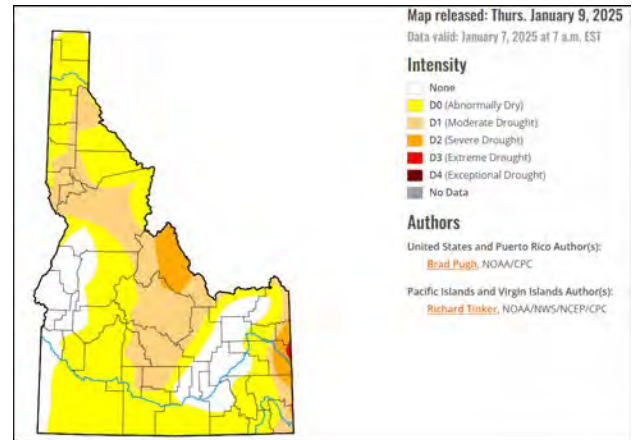 Map released: Thurs. January 9, 2025
Data valid: January 7, 2025 at 7 a.m. EST
Intensity
None
D0 (Abnormally Dry)
D1 (Moderate Drought)
D2 (Severe Drought)
D3 (Extreme Drought)
D4 (Exceptional Drought)
No Data
Authors
United States and Puerto Rico Author(s):
Brad Pugh, NOAA/CPC
Pacific Islands and Virgin Islands Author(s):
Richard Tinker, NOAA/NWS/NCEP/CPC